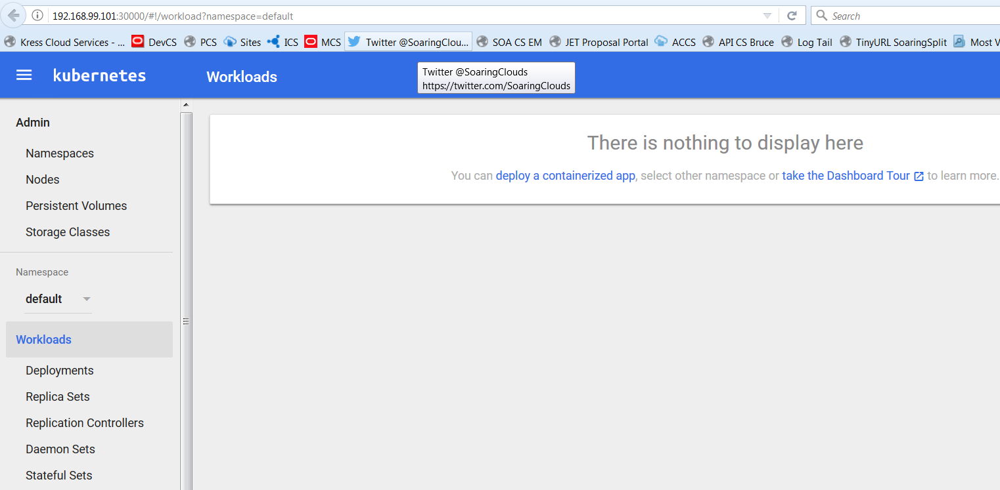 192.168.99.101:30000/#!/workload?namespace=default
Search
Kress Cloud Services - ... DevCS PCS Sites ICS MCS Twitter @SoaringClou... SOA CS EM JET Proposal Portal ACCS API CS Bruce Log Tail TinyURL SoaringSplit Most V
kubernetes
Workloads
Twitter @SoaringClouds
https://twitter.com/SoaringClouds
Admin
Namespaces
Nodes
Persistent Volumes
Storage Classes
Namespace
default
Workloads
Deployments
Replica Sets
Replication Controllers
Daemon Sets
Stateful Sets
There is nothing to display here
You can deploy a containerized app, select other namespace or take the Dashboard Tour to learn more.